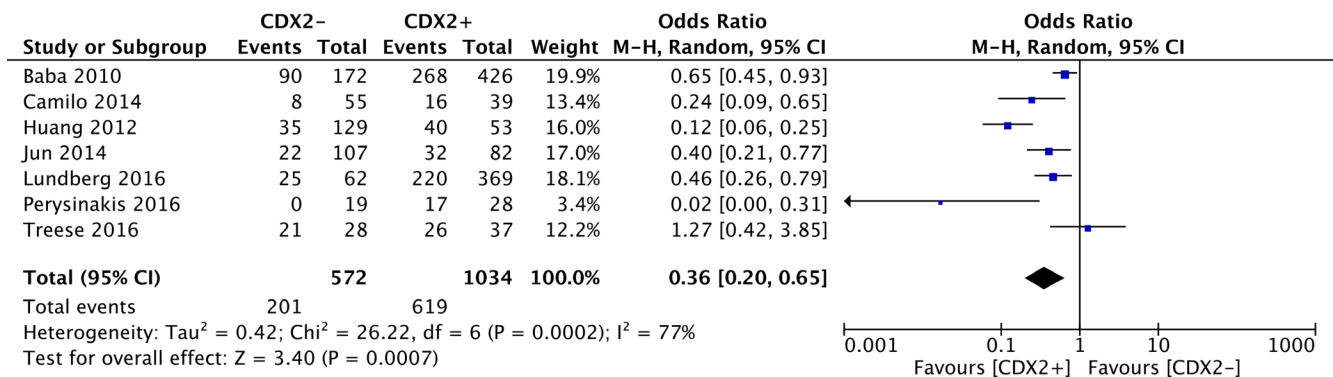 CDX2− CDX2+ Odds Ratio Odds Ratio
Study or Subgroup Events Total Events Total Weight M−H, Random, 95% CI M−H, Random, 95% CI
Baba 2010 90 172 268 426 19.9% 0.65 [0.45, 0.93]
Camilo 2014 8 55 16 39 13.4% 0.24 [0.09, 0.65]
Huang 2012 35 129 40 53 16.0% 0.12 [0.06, 0.25]
Jun 2014 22 107 32 82 17.0% 0.40 [0.21, 0.77]
Lundberg 2016 25 62 220 369 18.1% 0.46 [0.26, 0.79]
Perysinakis 2016 0 19 17 28 3.4% 0.02 [0.00, 0.31]
Treese 2016 21 28 26 37 12.2% 1.27 [0.42, 3.85]
Total (95% CI) 572 1034 100.0% 0.36 [0.20, 0.65]
Total events 201 619
Heterogeneity: Tau² = 0.42; Chi² = 26.22, df = 6 (P = 0.0002); I² = 77%
Test for overall effect: Z = 3.40 (P = 0.0007)
0.001 0.1 1 10 1000
Favours [CDX2+] Favours [CDX2−]